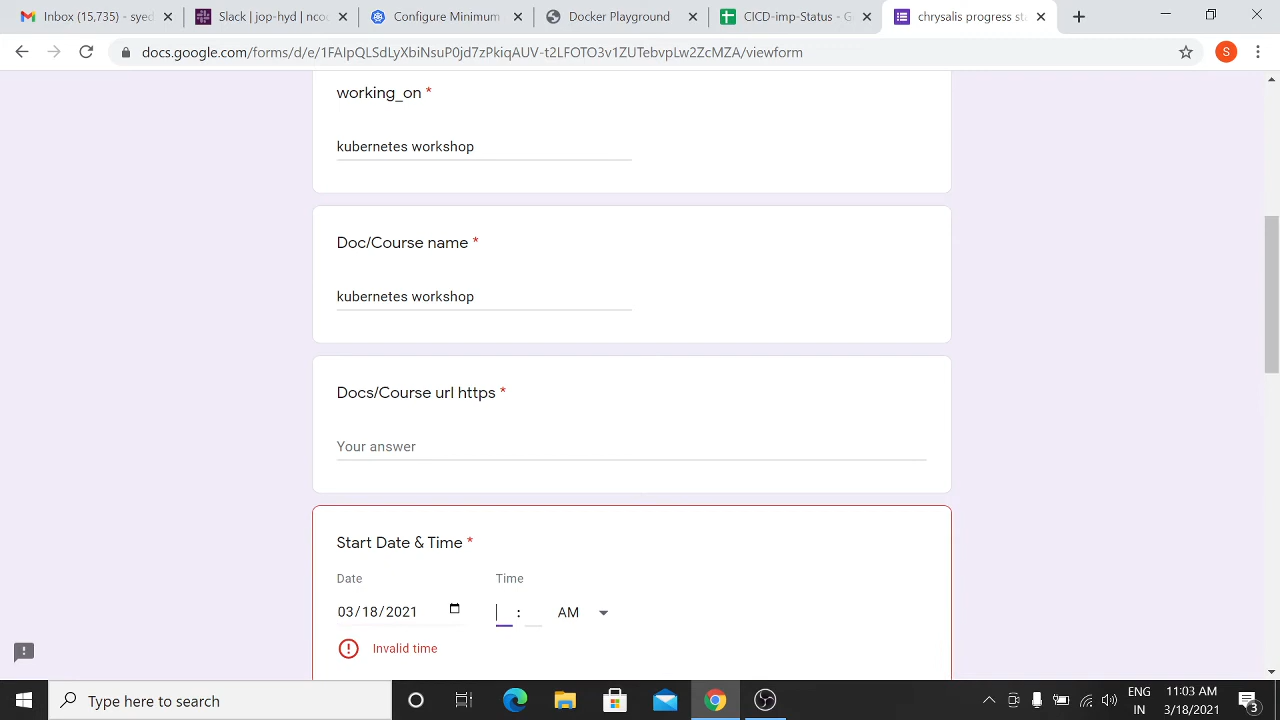 Inbox (15,735) - syed
Slack | jop-hyd | ncod
Configure Minimum
Docker Playground
CICD-imp-Status - G
chrysalis progress sta
docs.google.com/forms/d/e/1FAIpQLSdLyXbiNsuP0jd7zPkiqAUV-t2LFOTO3v1ZUTebvpLw2ZcMZA/viewform
S
working_on *
kubernetes workshop
Doc/Course name *
kubernetes workshop
Docs/Course url https *
Your answer
Start Date & Time *
Date Time
03/18/2021 : AM
Invalid time
Type here to search
ENG 11:03 AM
IN 3/18/2021
3